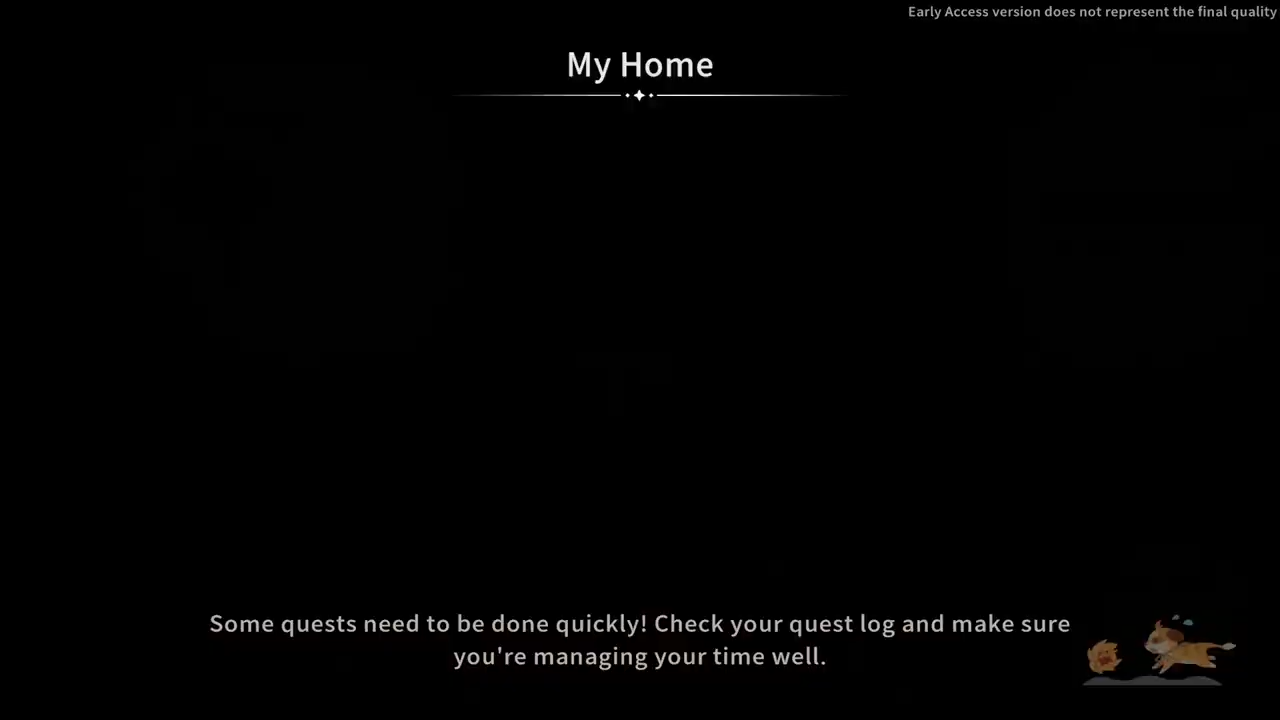 Early Access version does not represent the final quality
My Home
Some quests need to be done quickly! Check your quest log and make sure
you're managing your time well.